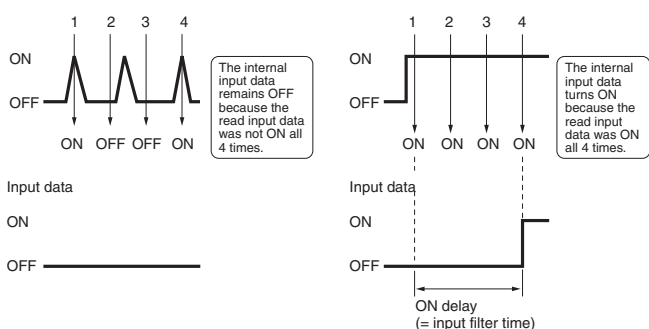 1 2 3 4
ON
OFF
The internal
input data
remains OFF
because the
read input data
was not ON all
4 times.
ON OFF OFF ON
Input data
ON
OFF
1 2 3 4
ON
OFF
The internal
input data
turns ON
because the
read input
data was ON
all 4 times.
ON ON ON ON
Input data
ON
OFF
ON delay
(= input filter time)